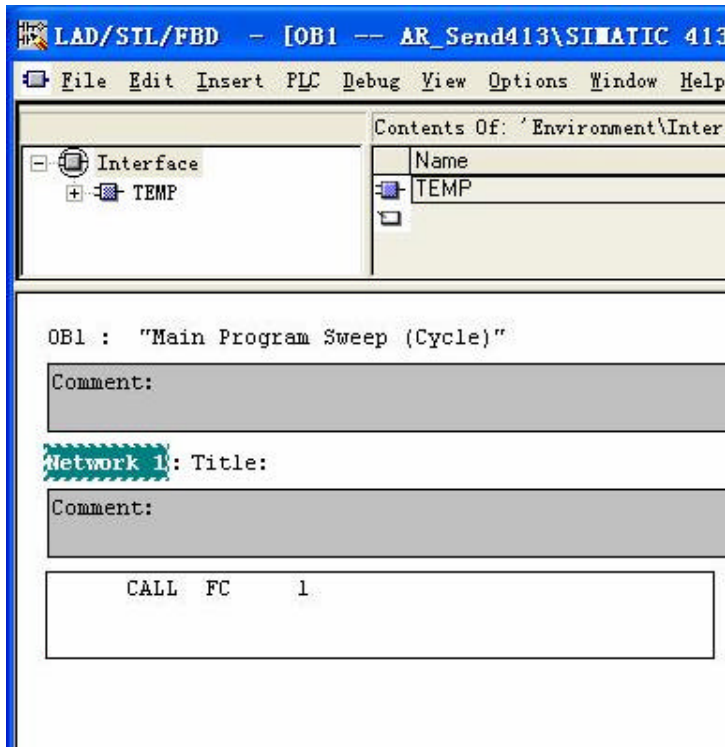 LAD/STL/FBD - [OB1 -- AR_Send413\SIMATIC 413
File Edit Insert PLC Debug View Options Window Help
Contents Of: 'Environment\Inter
Interface
Name
TEMP
TEMP
OB1 : "Main Program Sweep (Cycle)"
Comment:
Network 1: Title:
Comment:
CALL FC 1